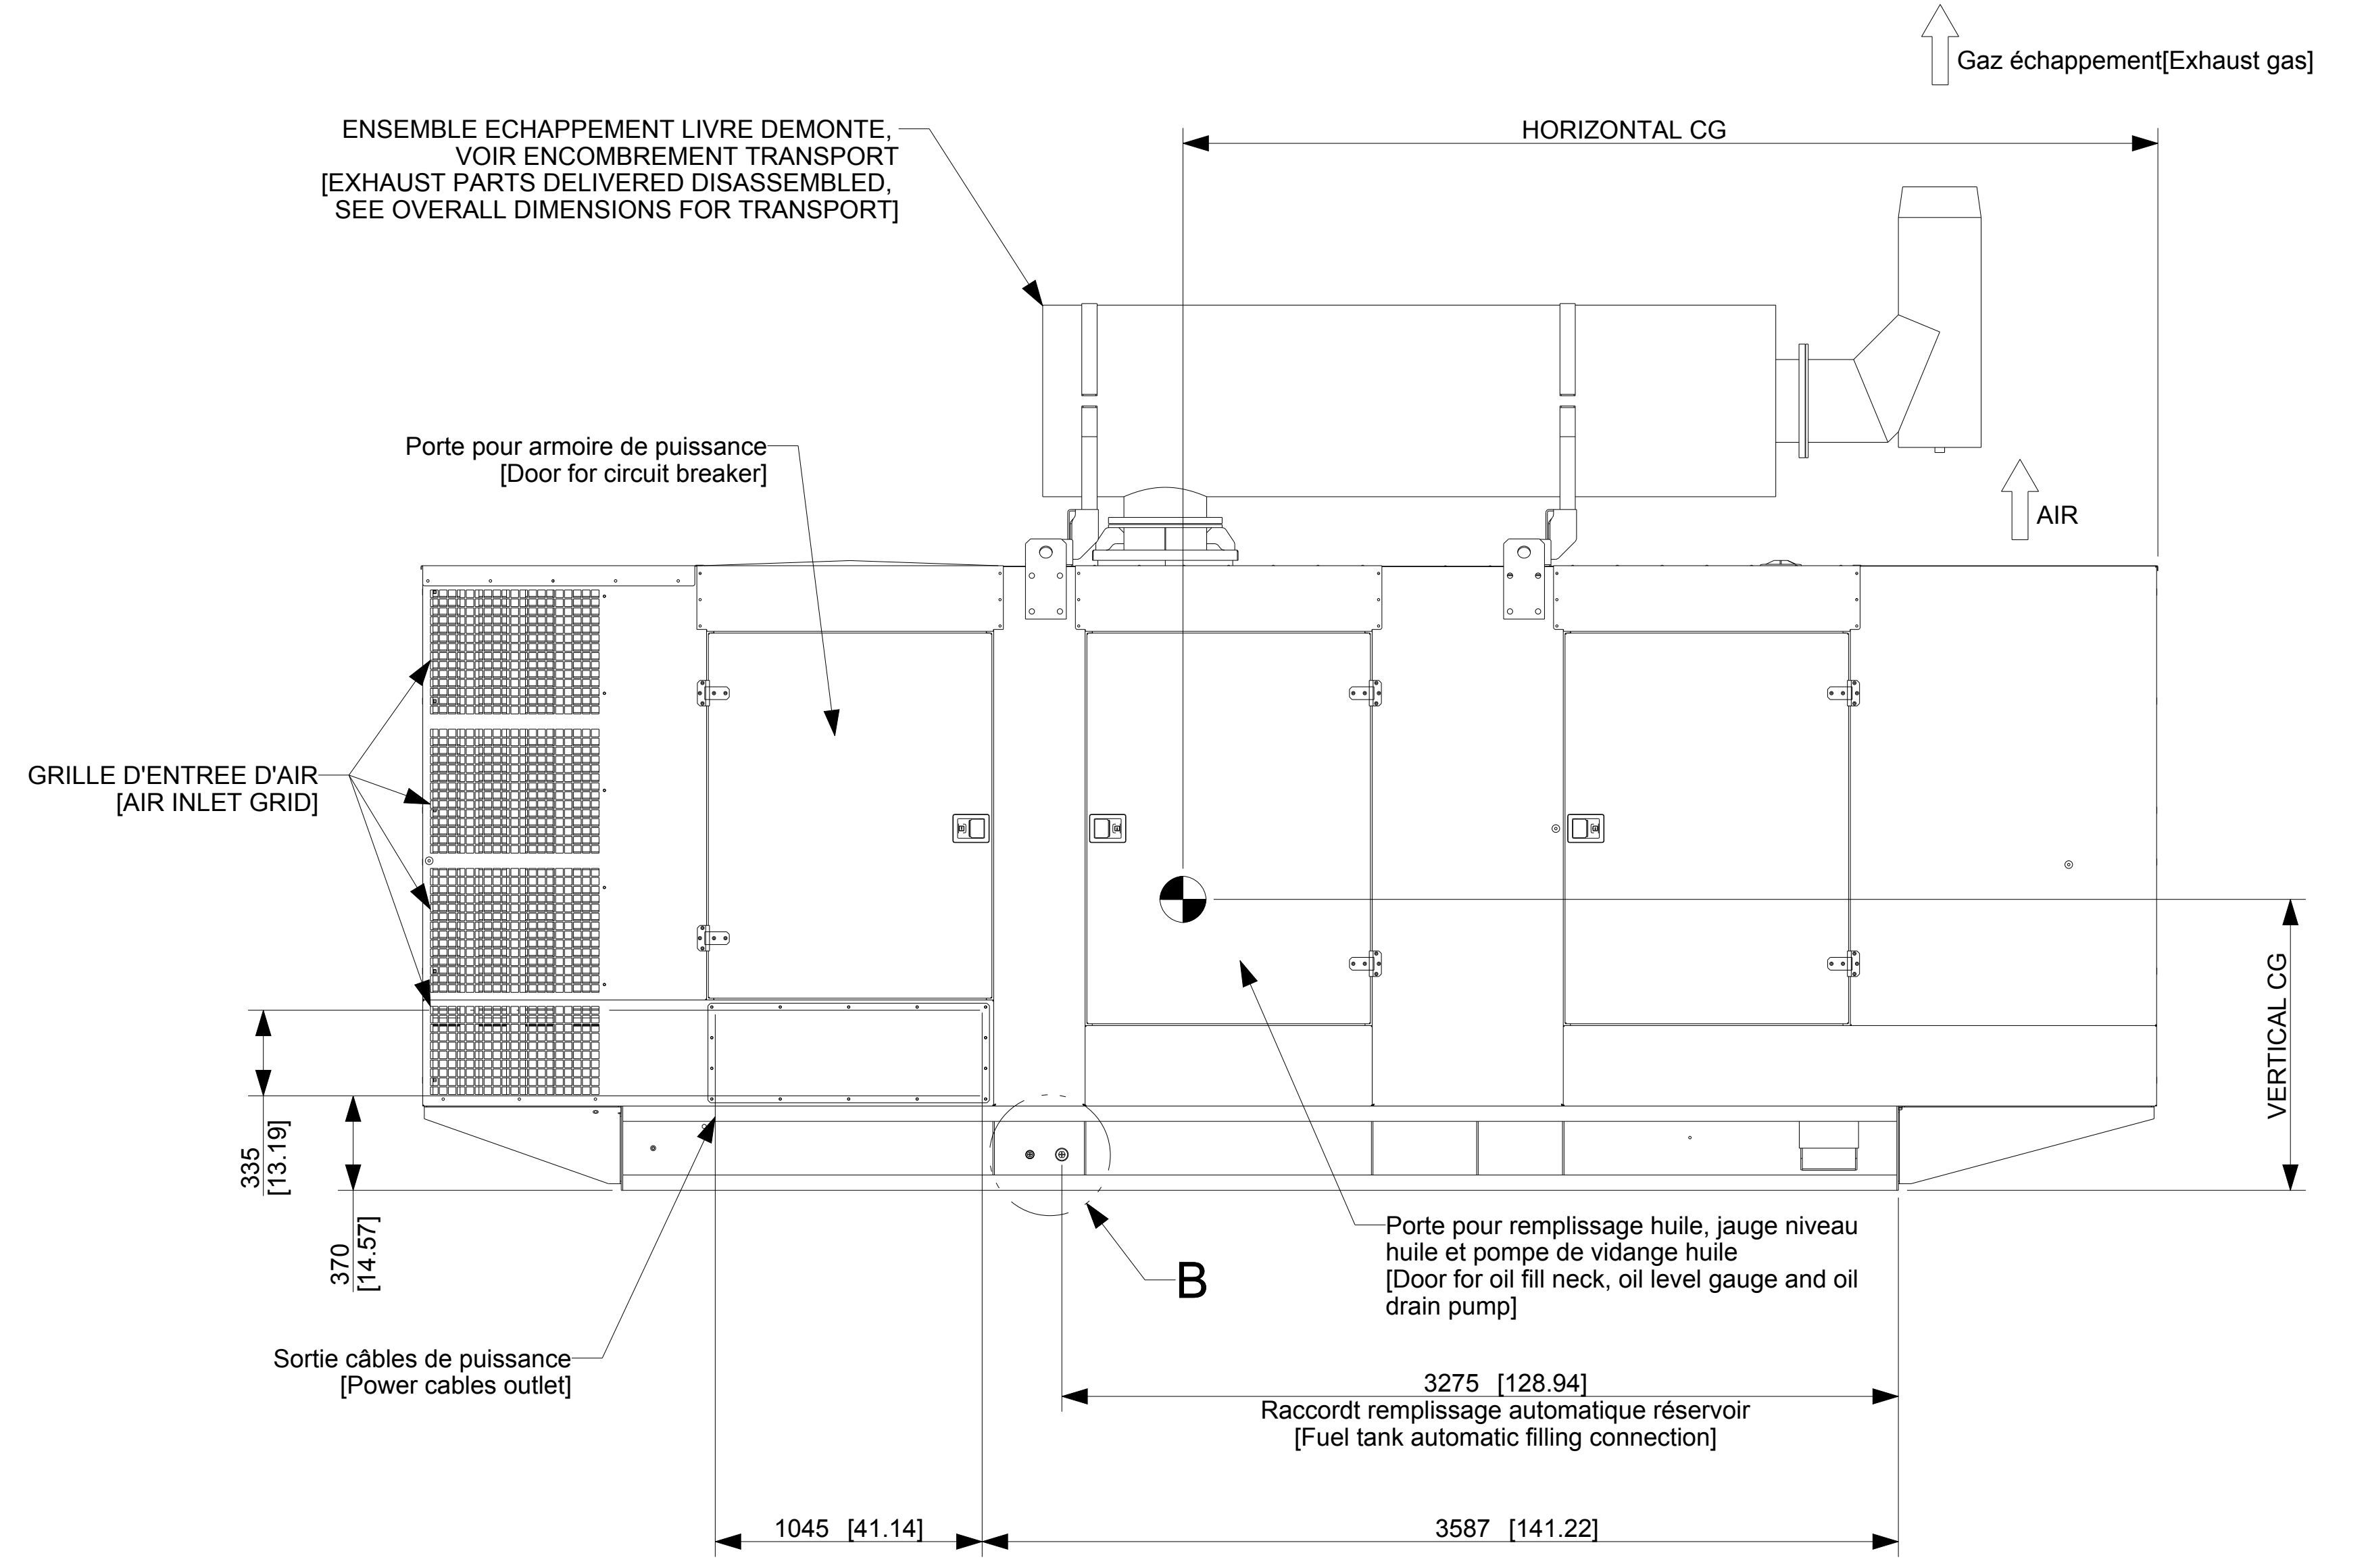 Gaz échappement[Exhaust gas]
ENSEMBLE ECHAPPEMENT LIVRE DEMONTE,
VOIR ENCOMBREMENT TRANSPORT
[EXHAUST PARTS DELIVERED DISASSEMBLED,
SEE OVERALL DIMENSIONS FOR TRANSPORT]
HORIZONTAL CG
Porte pour armoire de puissance
[Door for circuit breaker]
AIR
GRILLE D'ENTREE D'AIR
[AIR INLET GRID]
VERTICAL CG
335
[13.19]
370
[14.57]
B
Porte pour remplissage huile, jauge niveau
huile et pompe de vidange huile
[Door for oil fill neck, oil level gauge and oil
drain pump]
Sortie câbles de puissance
[Power cables outlet]
3275 [128.94]
Raccordt remplissage automatique réservoir
[Fuel tank automatic filling connection]
1045 [41.14]
3587 [141.22]